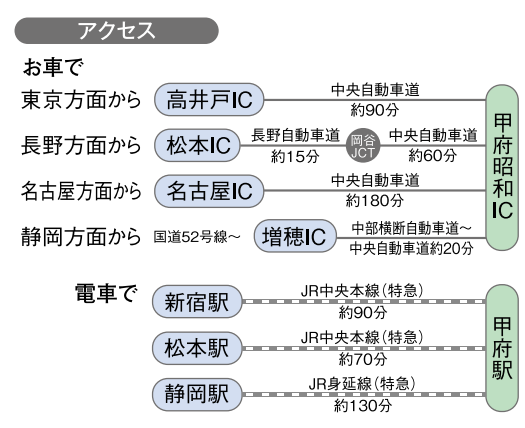 アクセス
お車で
東京方面から 高井戸IC 中央自動車道 約90分
長野方面から 松本IC 長野自動車道 約15分 岡谷JCT 中央自動車道 約60分
名古屋方面から 名古屋IC 中央自動車道 約180分
静岡方面から 国道52号線～ 増穂IC 中部横断自動車道～
中央自動車道約20分
甲府昭和IC
電車で
新宿駅 JR中央本線(特急) 約90分
松本駅 JR中央本線(特急) 約70分
静岡駅 JR身延線(特急) 約130分
甲府駅